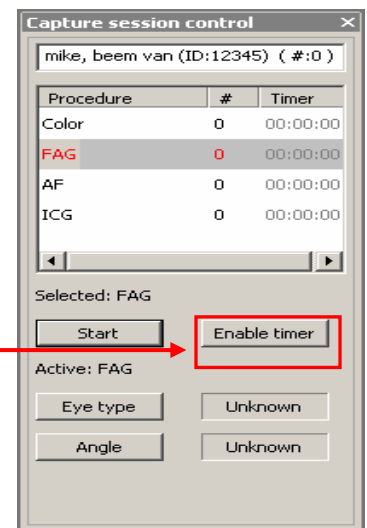 Capture session control ×
mike, beem van (ID:12345) ( #:0 )
Procedure # Timer
Color 0 00:00:00
FAG 0 00:00:00
AF 0 00:00:00
ICG 0 00:00:00
Selected: FAG
Start Enable timer
Active: FAG
Eye type Unknown
Angle Unknown